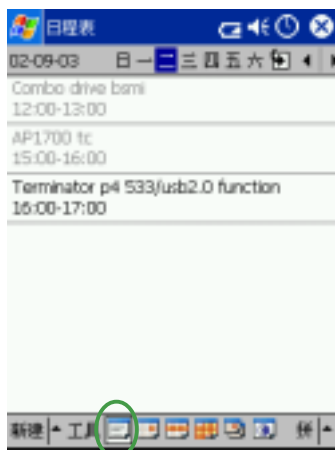 日程表
02-09-03 日 一 二 三 四 五 六
Combo drive bsmi
12:00-13:00
AP1700 tc
15:00-16:00
Terminator p4 533/usb2.0 function
16:00-17:00
新建 工具 拼